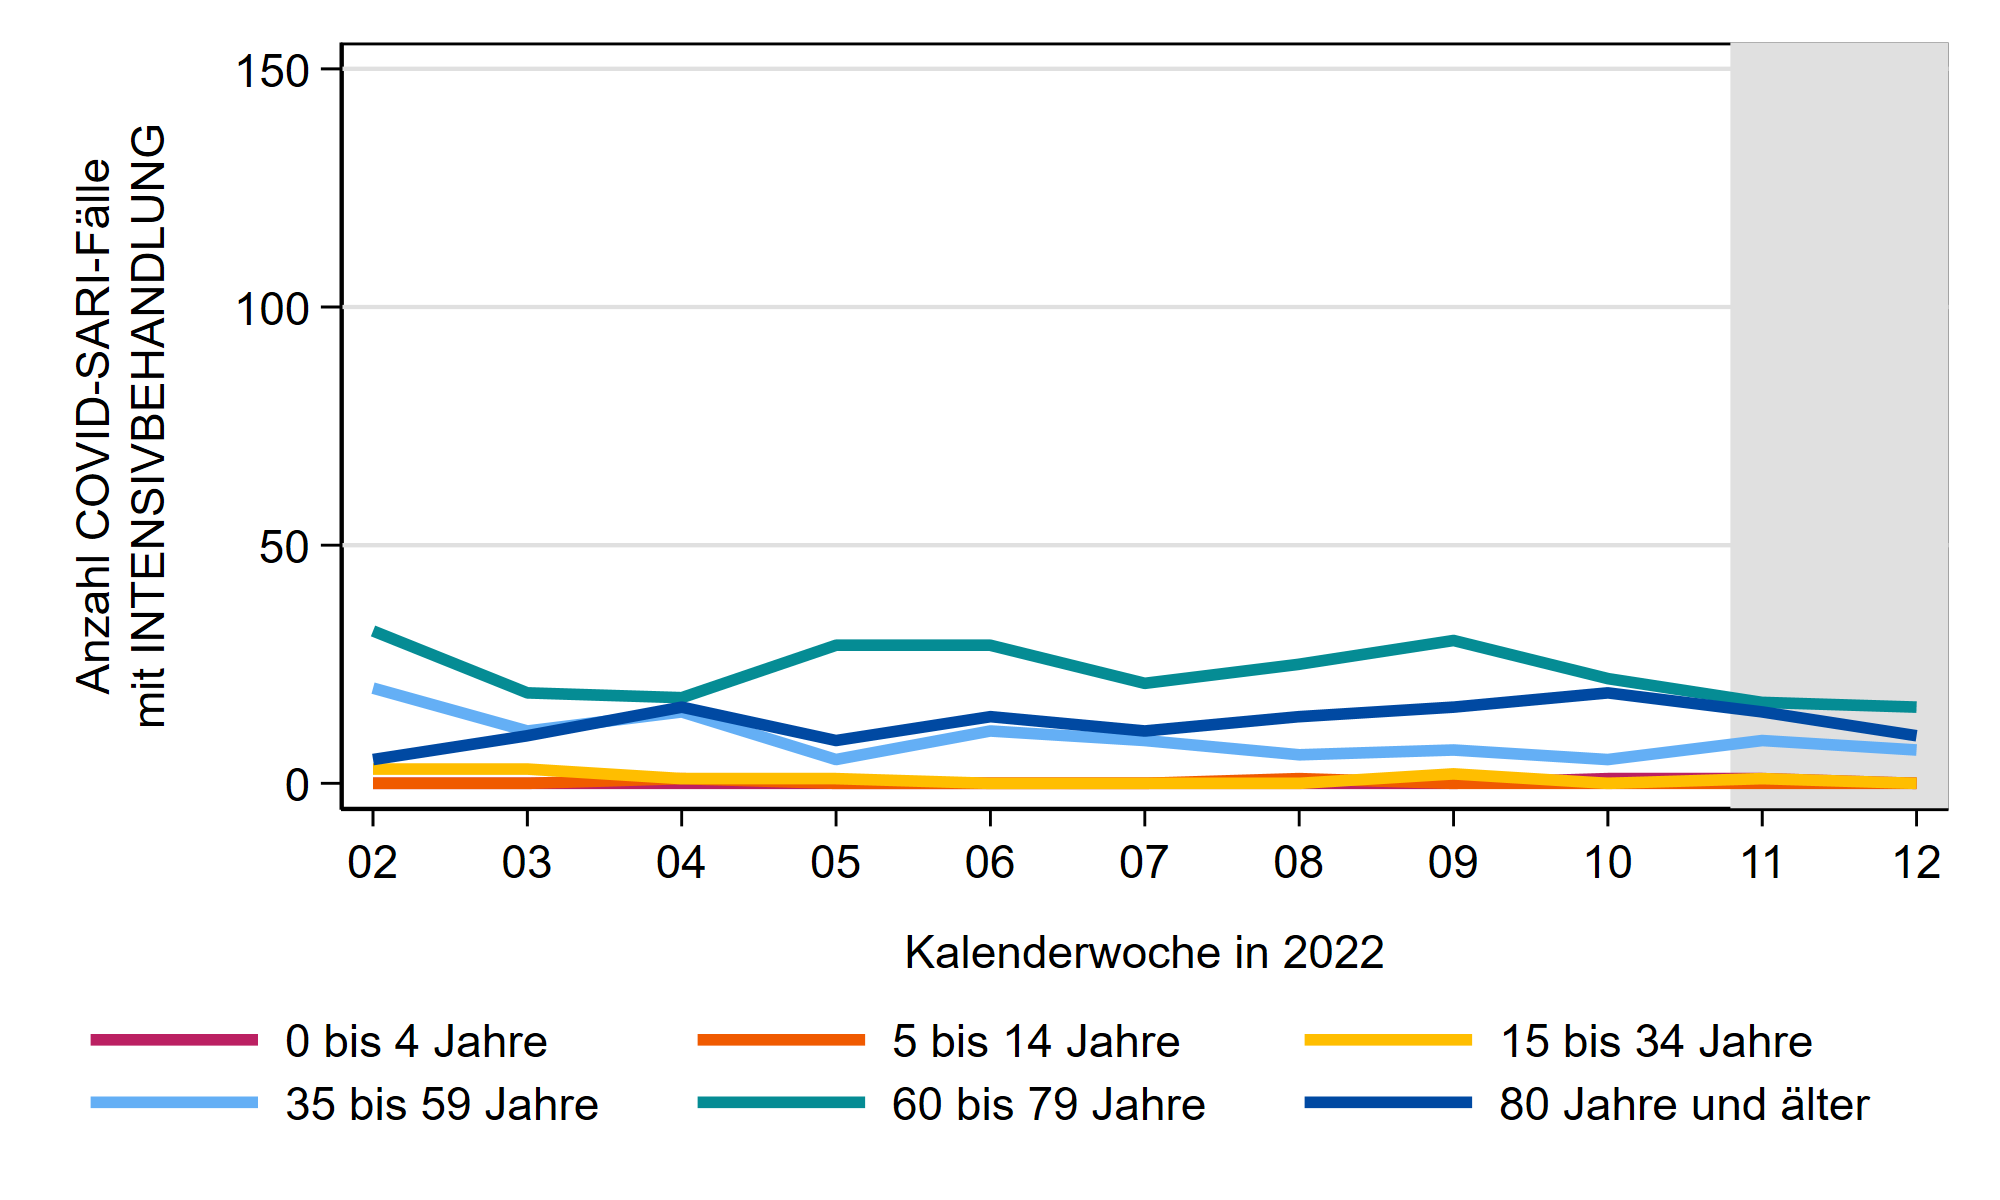 Anzahl COVID-SARI-Fälle
mit INTENSIVBEHANDLUNG
150
100
50
0
02 03 04 05 06 07 08 09 10 11 12
Kalenderwoche in 2022
0 bis 4 Jahre 5 bis 14 Jahre 15 bis 34 Jahre
35 bis 59 Jahre 60 bis 79 Jahre 80 Jahre und älter